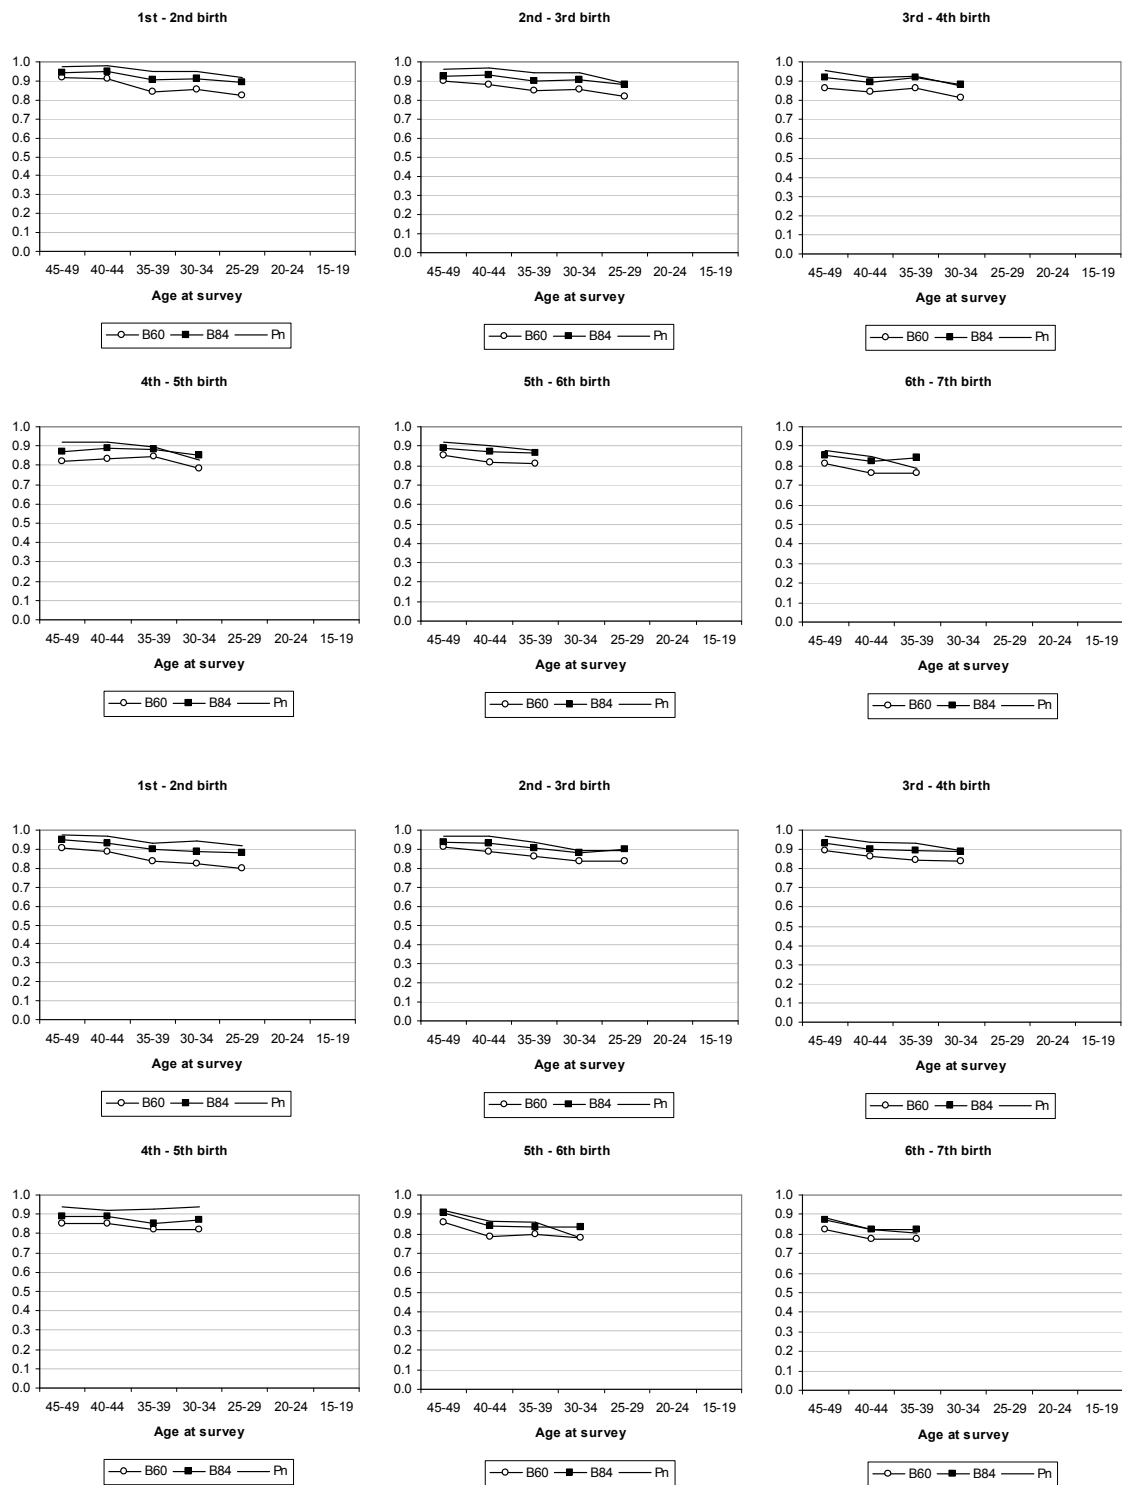 1st - 2nd birth
2nd - 3rd birth
3rd - 4th birth
1.0 1.0 1.0
0.9 0.9 0.9
0.8 0.8 0.8
0.7 0.7 0.7
0.6 0.6 0.6
0.5 0.5 0.5
0.4 0.4 0.4
0.3 0.3 0.3
0.2 0.2 0.2
0.1 0.1 0.1
0.0 0.0 0.0
45-49 40-44 35-39 30-34 25-29 20-24 15-19
45-49 40-44 35-39 30-34 25-29 20-24 15-19
45-49 40-44 35-39 30-34 25-29 20-24 15-19
Age at survey
Age at survey
Age at survey
B60 B84 Pn
B60 B84 Pn
B60 B84 Pn
4th - 5th birth
5th - 6th birth
6th - 7th birth
1.0 1.0 1.0
0.9 0.9 0.9
0.8 0.8 0.8
0.7 0.7 0.7
0.6 0.6 0.6
0.5 0.5 0.5
0.4 0.4 0.4
0.3 0.3 0.3
0.2 0.2 0.2
0.1 0.1 0.1
0.0 0.0 0.0
45-49 40-44 35-39 30-34 25-29 20-24 15-19
45-49 40-44 35-39 30-34 25-29 20-24 15-19
45-49 40-44 35-39 30-34 25-29 20-24 15-19
Age at survey
Age at survey
Age at survey
B60 B84 Pn
B60 B84 Pn
B60 B84 Pn
1st - 2nd birth
2nd - 3rd birth
3rd - 4th birth
1.0 1.0 1.0
0.9 0.9 0.9
0.8 0.8 0.8
0.7 0.7 0.7
0.6 0.6 0.6
0.5 0.5 0.5
0.4 0.4 0.4
0.3 0.3 0.3
0.2 0.2 0.2
0.1 0.1 0.1
0.0 0.0 0.0
45-49 40-44 35-39 30-34 25-29 20-24 15-19
45-49 40-44 35-39 30-34 25-29 20-24 15-19
45-49 40-44 35-39 30-34 25-29 20-24 15-19
Age at survey
Age at survey
Age at survey
B60 B84 Pn
B60 B84 Pn
B60 B84 Pn
4th - 5th birth
5th - 6th birth
6th - 7th birth
1.0 1.0 1.0
0.9 0.9 0.9
0.8 0.8 0.8
0.7 0.7 0.7
0.6 0.6 0.6
0.5 0.5 0.5
0.4 0.4 0.4
0.3 0.3 0.3
0.2 0.2 0.2
0.1 0.1 0.1
0.0 0.0 0.0
45-49 40-44 35-39 30-34 25-29 20-24 15-19
45-49 40-44 35-39 30-34 25-29 20-24 15-19
45-49 40-44 35-39 30-34 25-29 20-24 15-19
Age at survey
Age at survey
Age at survey
B60 B84 Pn
B60 B84 Pn
B60 B84 Pn